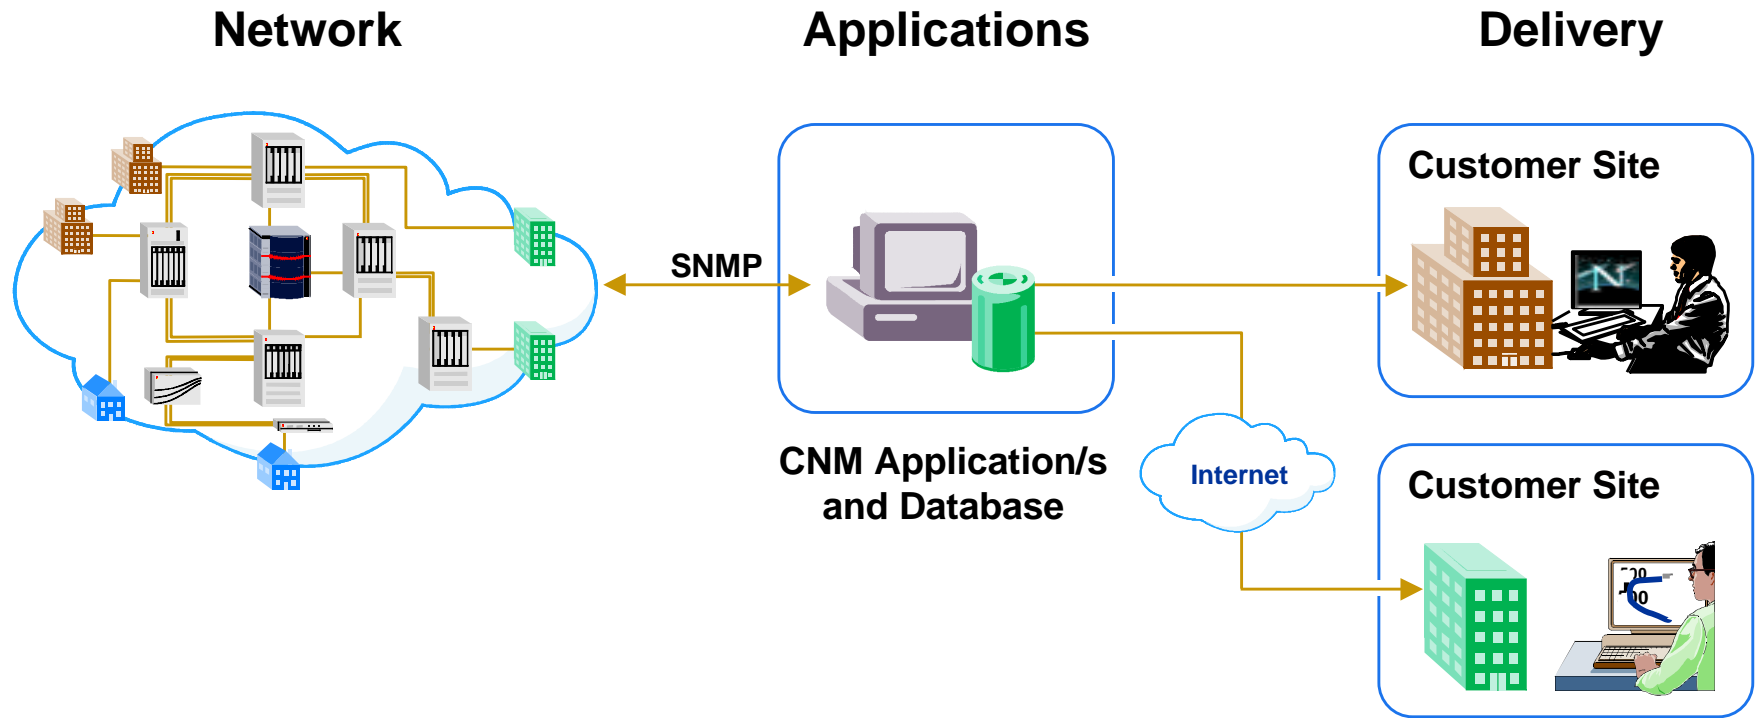 Network
Applications
Delivery
Customer Site
SNMP
N
CNM Application/s
and Database
Internet
Customer Site